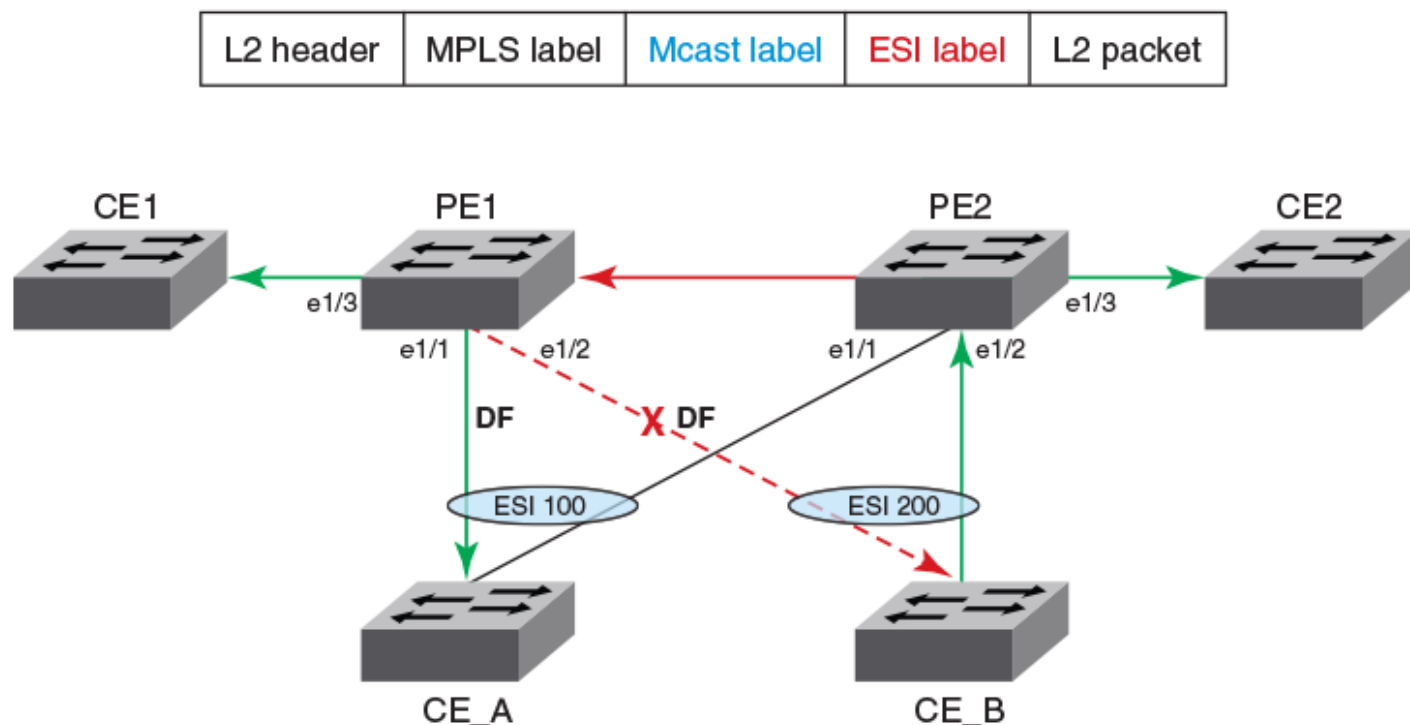 L2 header MPLS label Mcast label ESI label L2 packet
CE1 PE1 PE2 CE2
e1/3 e1/3
e1/1 e1/2 e1/1 e1/2
DF X DF
ESI 100 ESI 200
CE_A CE_B